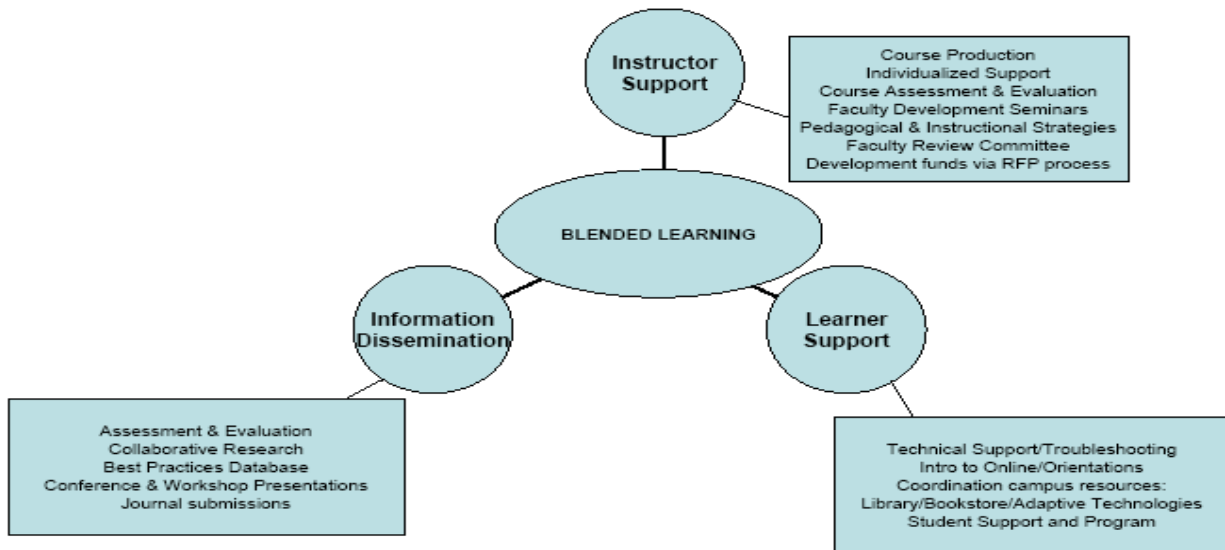 Instructor
Support
Course Production
Individualized Support
Course Assessment & Evaluation
Faculty Development Seminars
Pedagogical & Instructional Strategies
Faculty Review Committee
Development funds via RFP process
BLENDED LEARNING
Information
Dissemination
Learner
Support
Assessment & Evaluation
Collaborative Research
Best Practices Database
Conference & Workshop Presentations
Journal submissions
Technical Support/Troubleshooting
Intro to Online/Orientations
Coordination campus resources:
Library/Bookstore/Adaptive Technologies
Student Support and Program